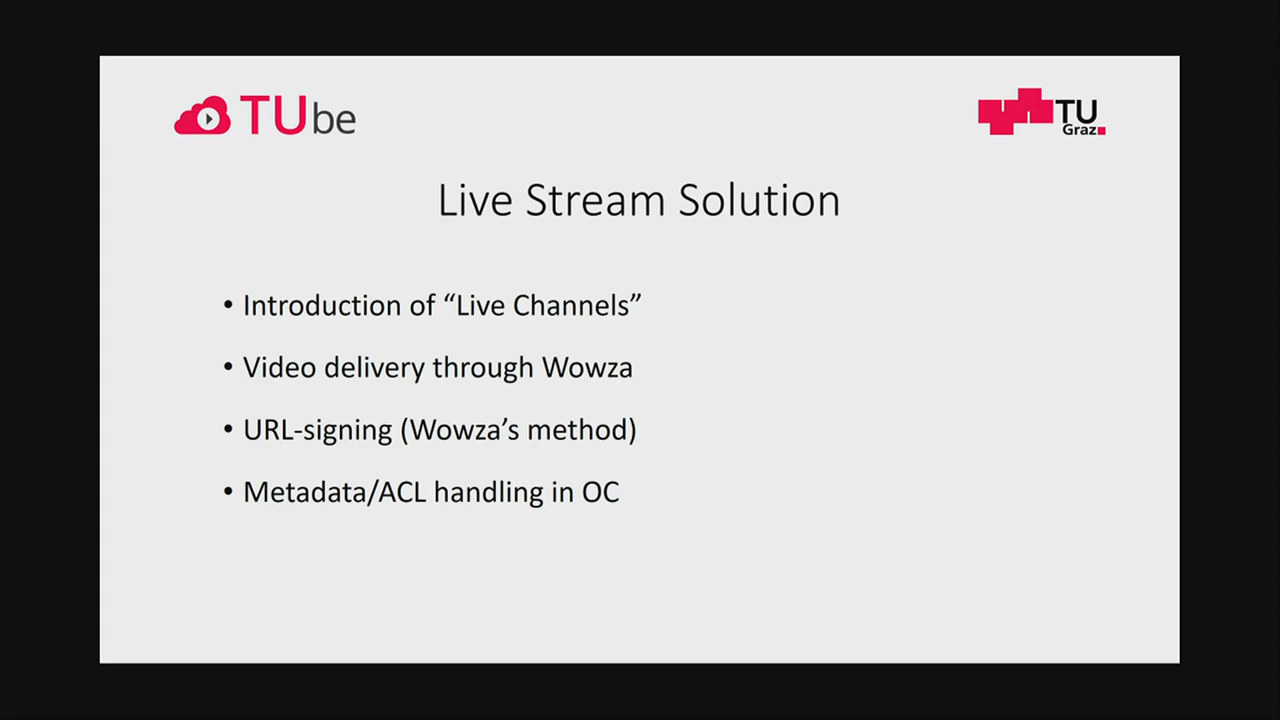 TUbe
TU
Graz
Live Stream Solution
• Introduction of “Live Channels”
• Video delivery through Wowza
• URL-signing (Wowza’s method)
• Metadata/ACL handling in OC